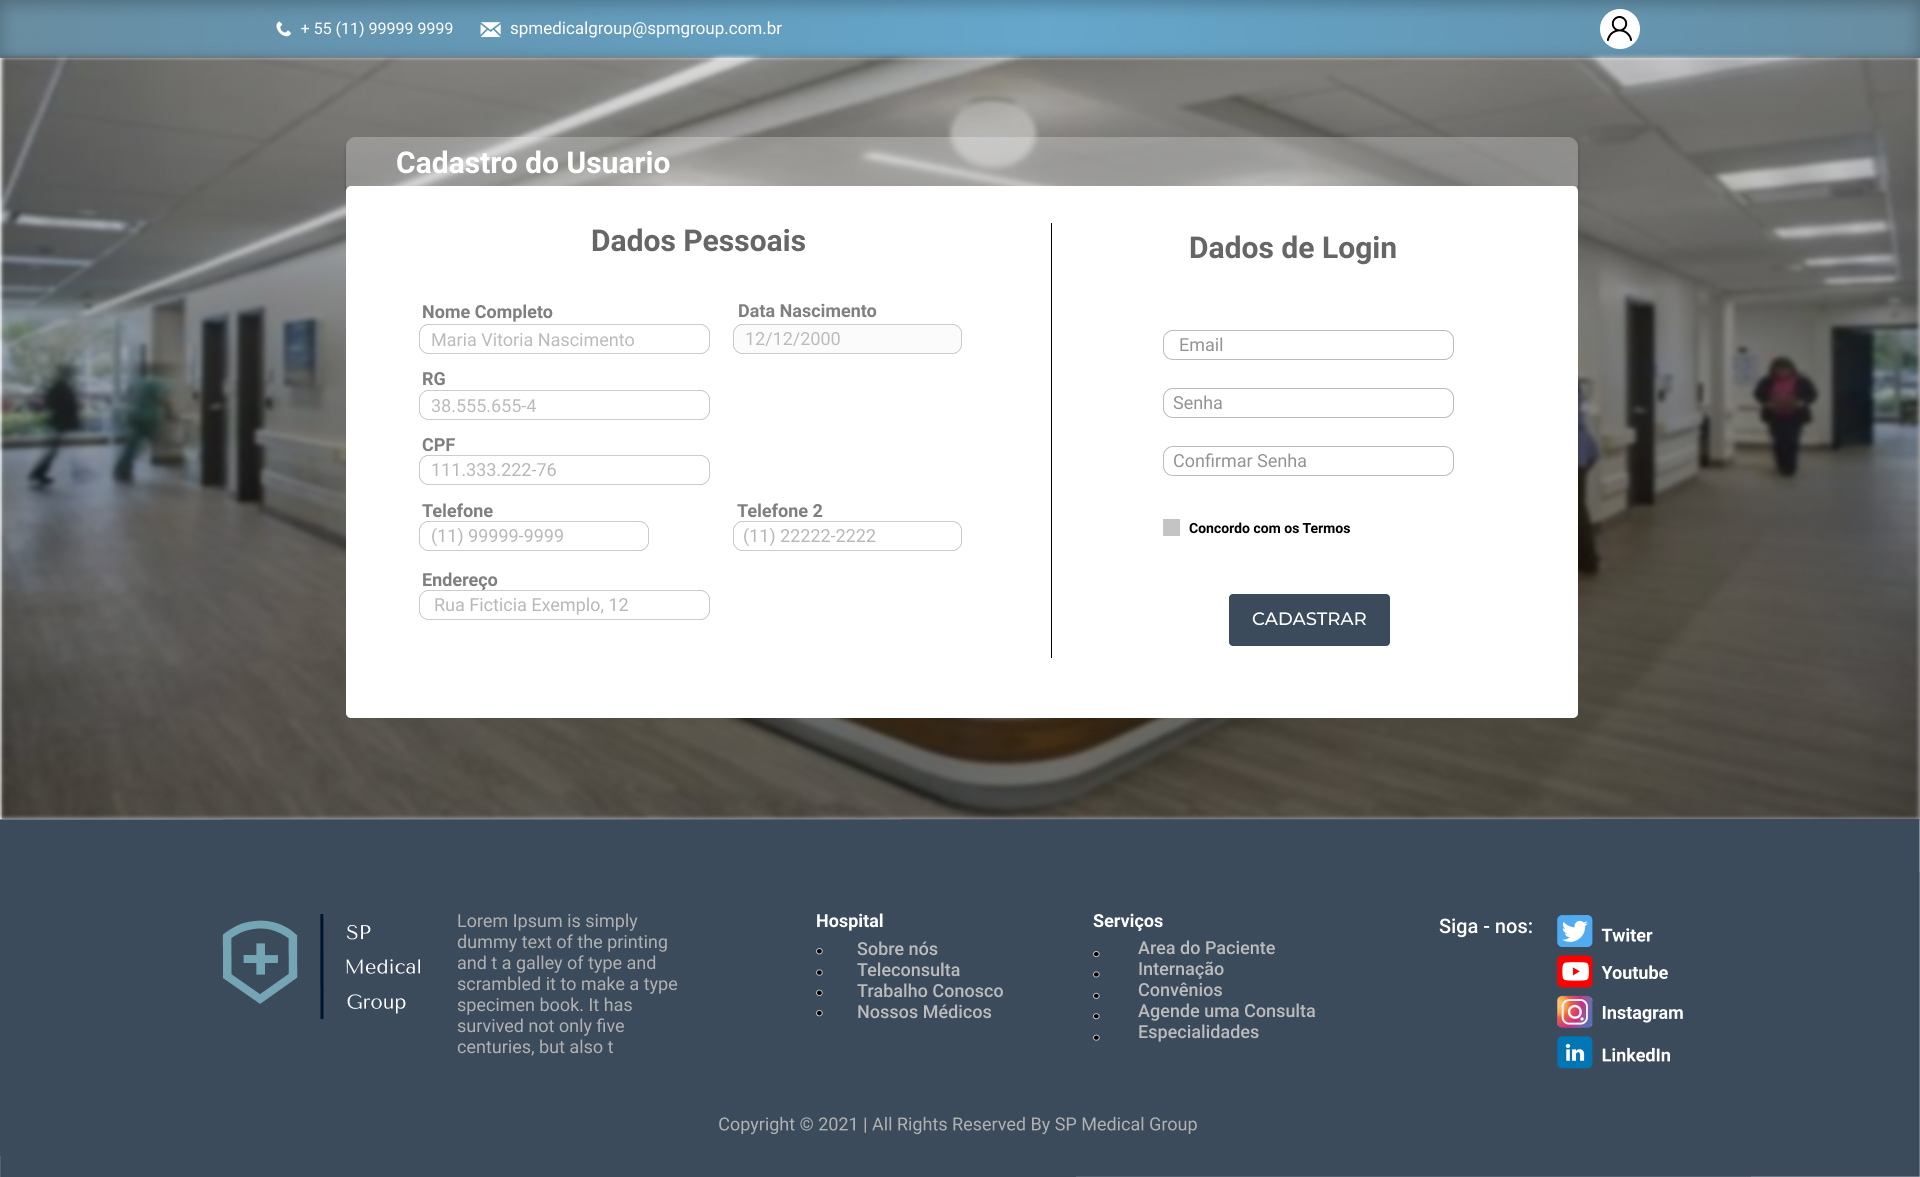 + 55 (11) 99999 9999 spmedicalgroup@spmgroup.com.br
Cadastro do Usuario
Dados Pessoais
Nome Completo
Maria Vitoria Nascimento
Data Nascimento
12/12/2000
RG
38.555.655-4
CPF
111.333.222-76
Telefone
(11) 99999-9999
Telefone 2
(11) 22222-2222
Endereço
Rua Ficticia Exemplo, 12
Dados de Login
Email
Senha
Confirmar Senha
Concordo com os Termos
CADASTRAR
SP
Medical
Group
Lorem Ipsum is simply
dummy text of the printing
and t a galley of type and
scrambled it to make a type
specimen book. It has
survived not only five
centuries, but also t
Hospital
Sobre nós
Teleconsulta
Trabalho Conosco
Nossos Médicos
Serviços
Area do Paciente
Internação
Convênios
Agende uma Consulta
Especialidades
Siga - nos:
Twiter
Youtube
Instagram
in LinkedIn
Copyright © 2021 | All Rights Reserved By SP Medical Group